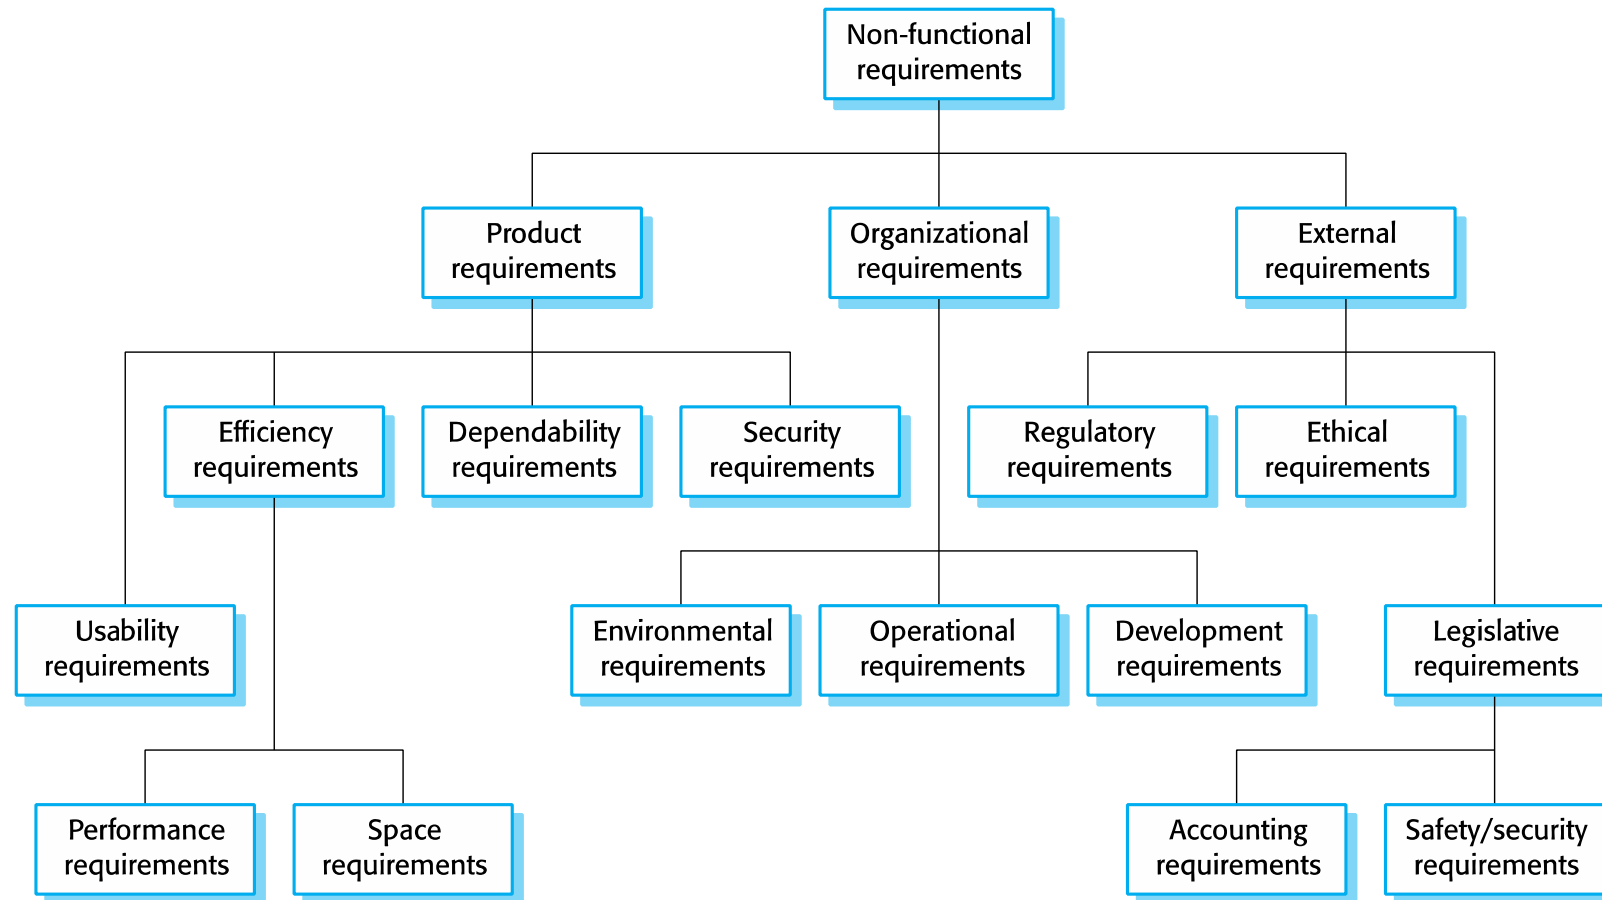 Non-functional
requirements
Product
requirements
Organizational
requirements
External
requirements
Efficiency
requirements
Dependability
requirements
Security
requirements
Regulatory
requirements
Ethical
requirements
Usability
requirements
Environmental
requirements
Operational
requirements
Development
requirements
Legislative
requirements
Performance
requirements
Space
requirements
Accounting
requirements
Safety/security
requirements